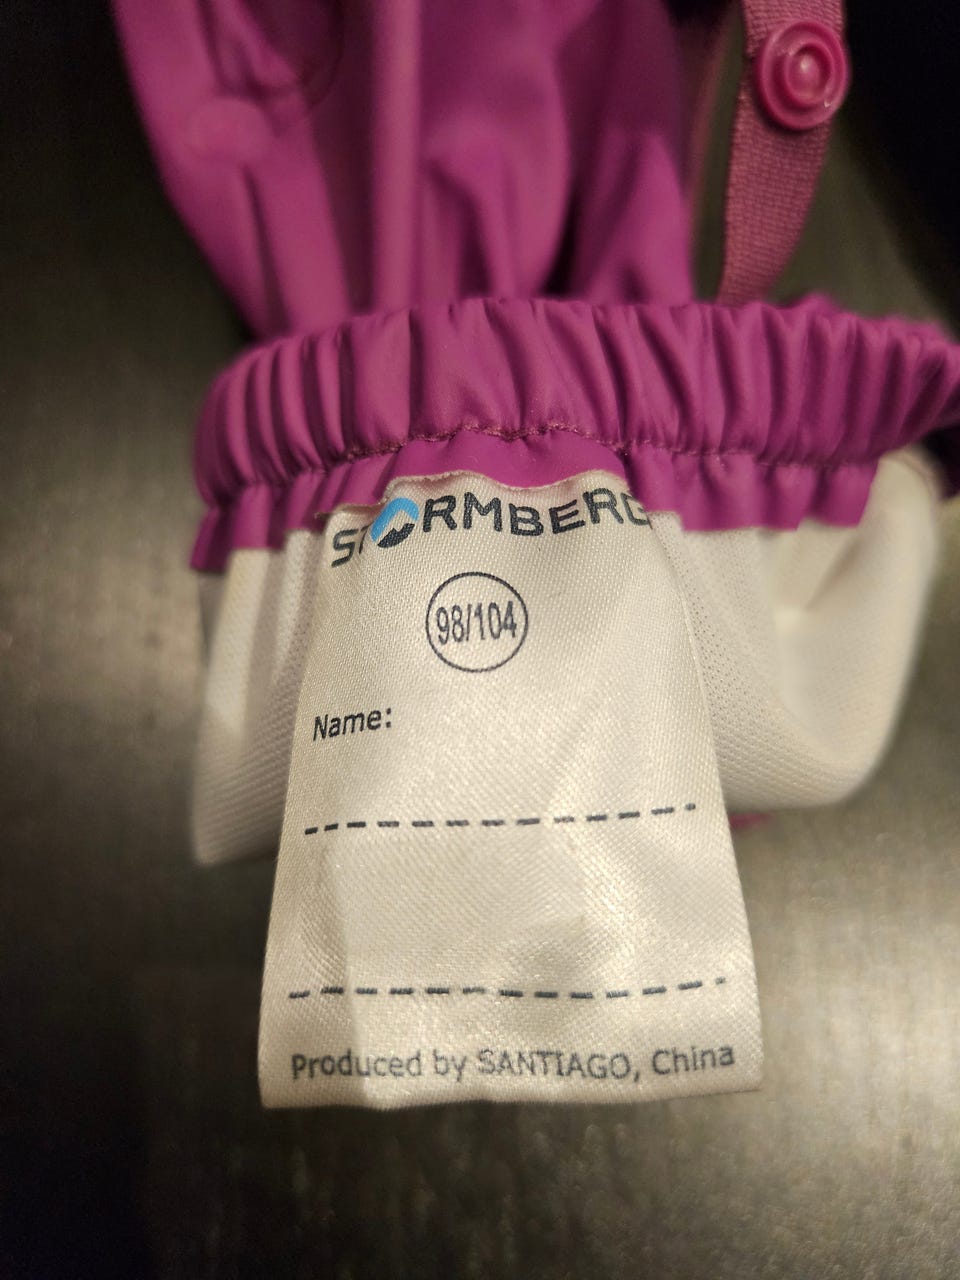 STORMBERG
98/104
Name:
Produced by SANTIAGO, China